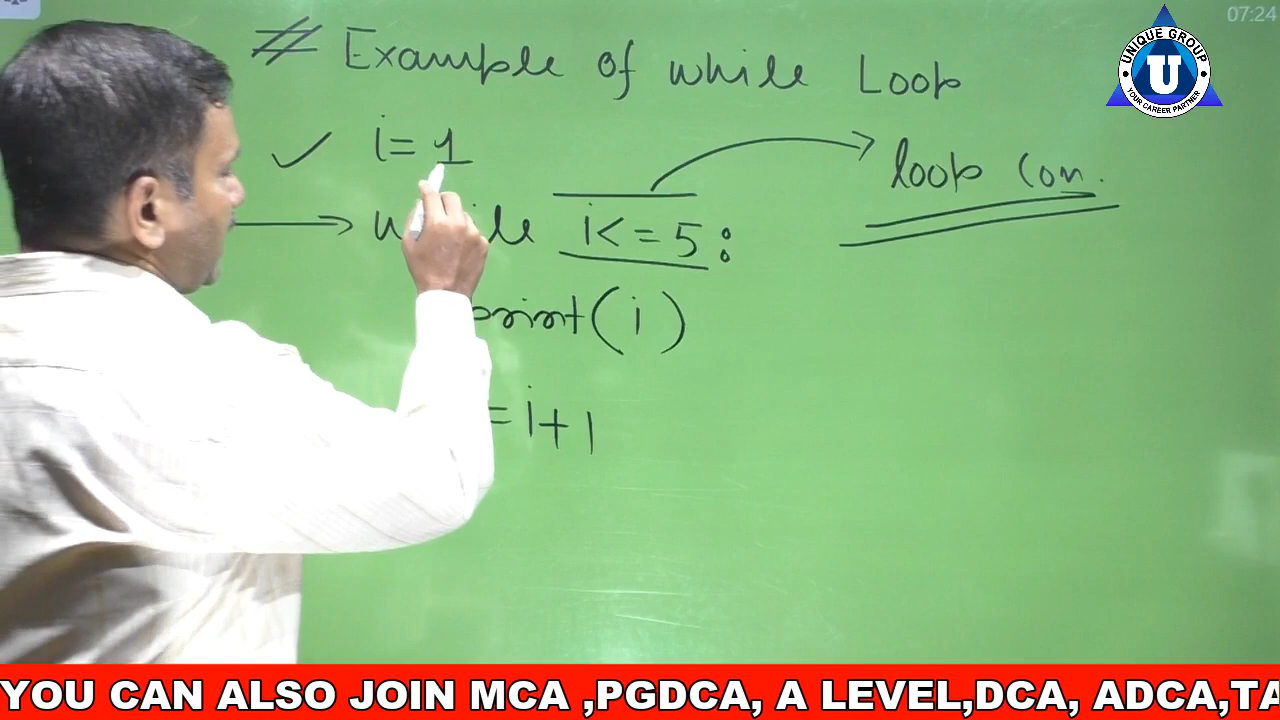 07:24
# Example of while Loop
UNIQUE GROUP
U
YOUR CAREER PARTNER
i=1
loop con.
i<=5:
print(i)
=i+1
YOU CAN ALSO JOIN MCA ,PGDCA, A LEVEL,DCA, ADCA,TA